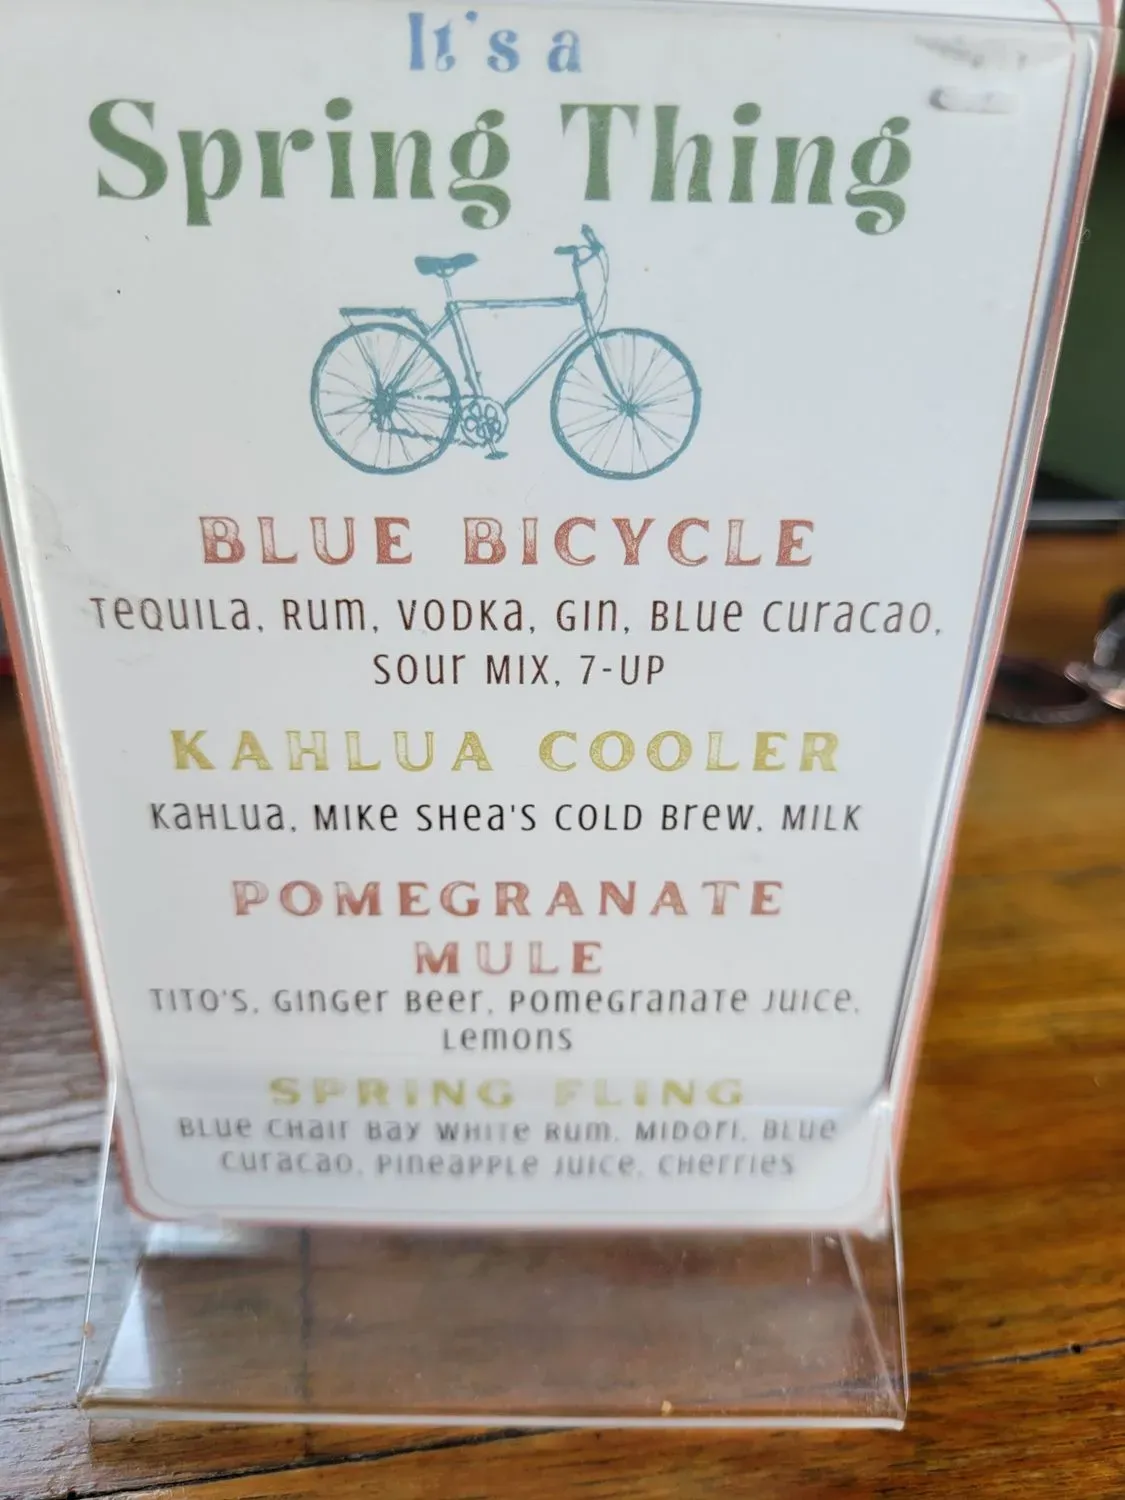 It's a
Spring Thing
BLUE BICYCLE
Tequila, Rum, Vodka, Gin, Blue Curacao,
Sour Mix, 7-UP
KAHLUA COOLER
Kahlua, Mike Shea's Cold Brew, Milk
POMEGRANATE
MULE
Tito's, Ginger Beer, Pomegranate Juice,
Lemons
SPRING FLING
Blue Chair Bay White Rum, Midori, Blue
Curacao, Pineapple Juice, Cherries